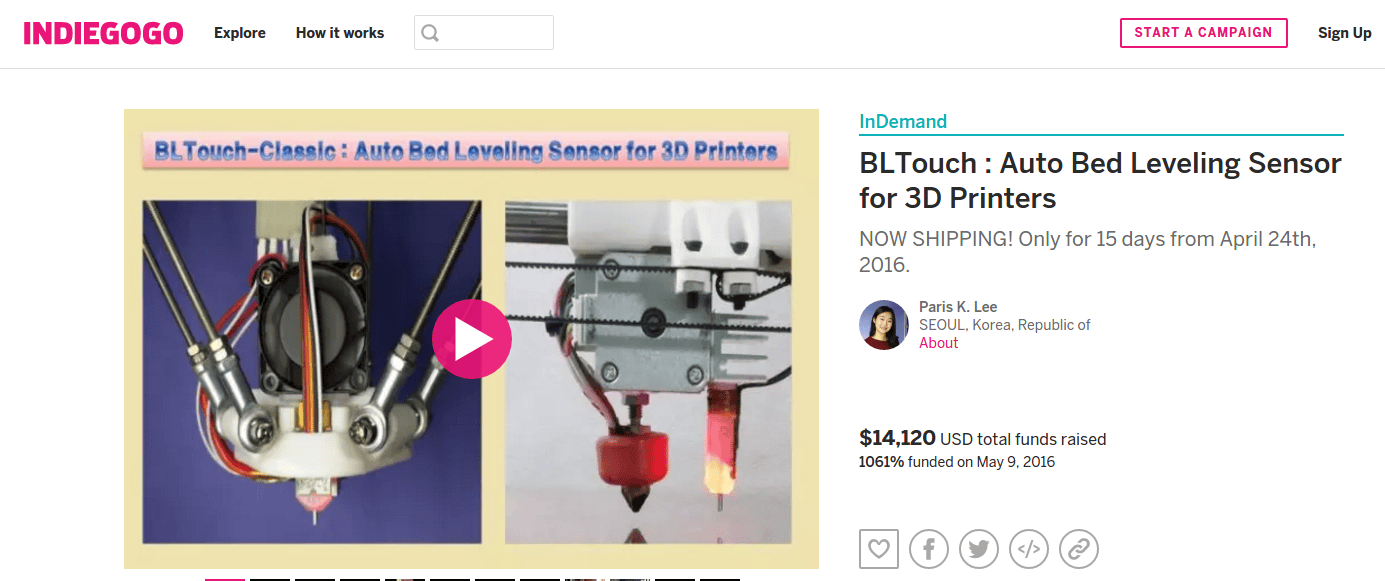 INDIEGOGO Explore How it works START A CAMPAIGN Sign Up
BLTouch-Classic : Auto Bed Leveling Sensor for 3D Printers
InDemand
BLTouch : Auto Bed Leveling Sensor
for 3D Printers
NOW SHIPPING! Only for 15 days from April 24th,
2016.
Paris K. Lee
SEOUL, Korea, Republic of
About
$14,120 USD total funds raised
1061% funded on May 9, 2016